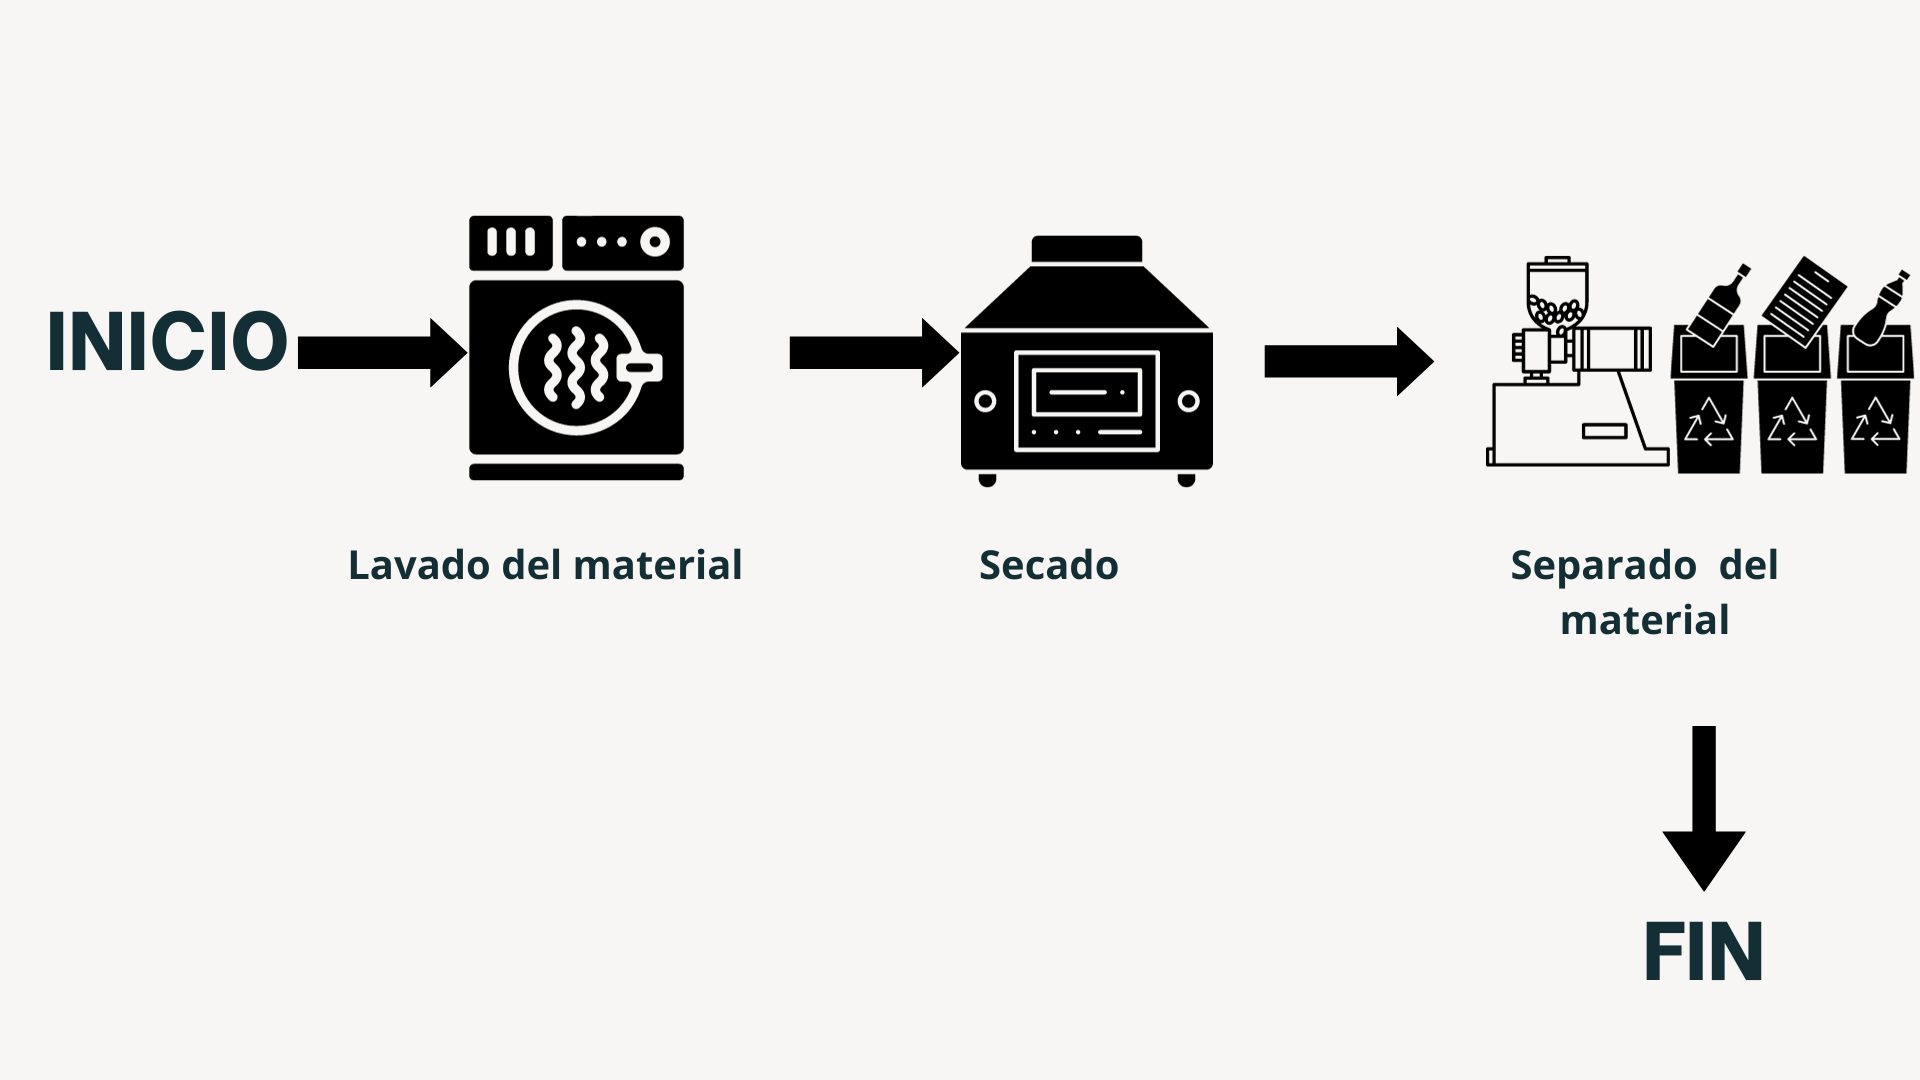 INICIO
Lavado del material
Secado
Separado  del
material
FIN